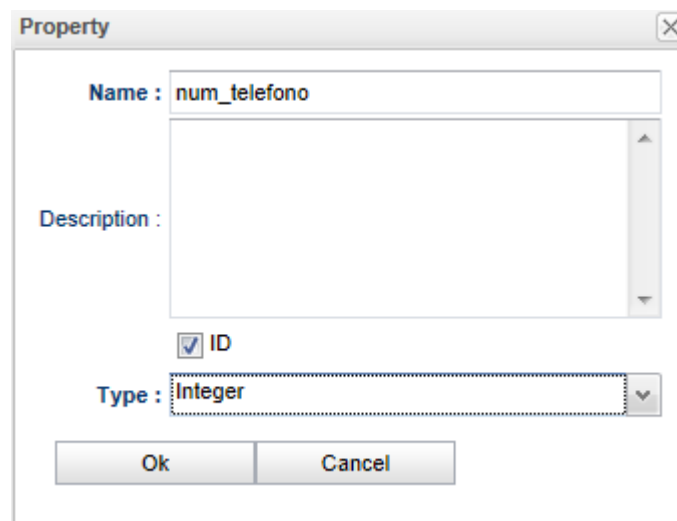 Property
Name : num_telefono
Description :
ID
Type : Integer
Ok Cancel